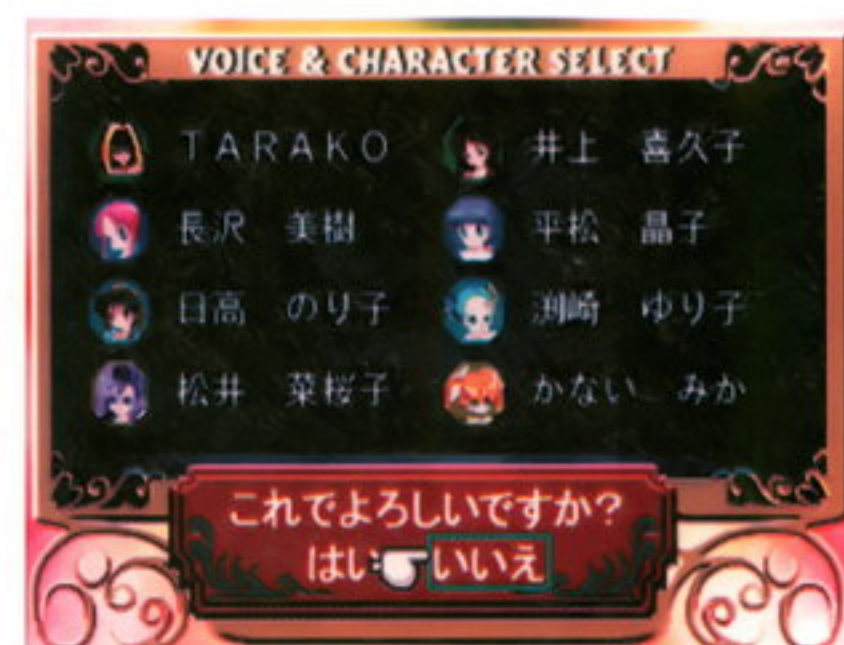 VOICE & CHARACTER SELECT
TARAKO 井上 喜久子
長沢 美樹 平松 晶子
日高 のり子 渕崎 ゆり子
松井 菜桜子 かない みか
これでよろしいですか?
はい いいえ